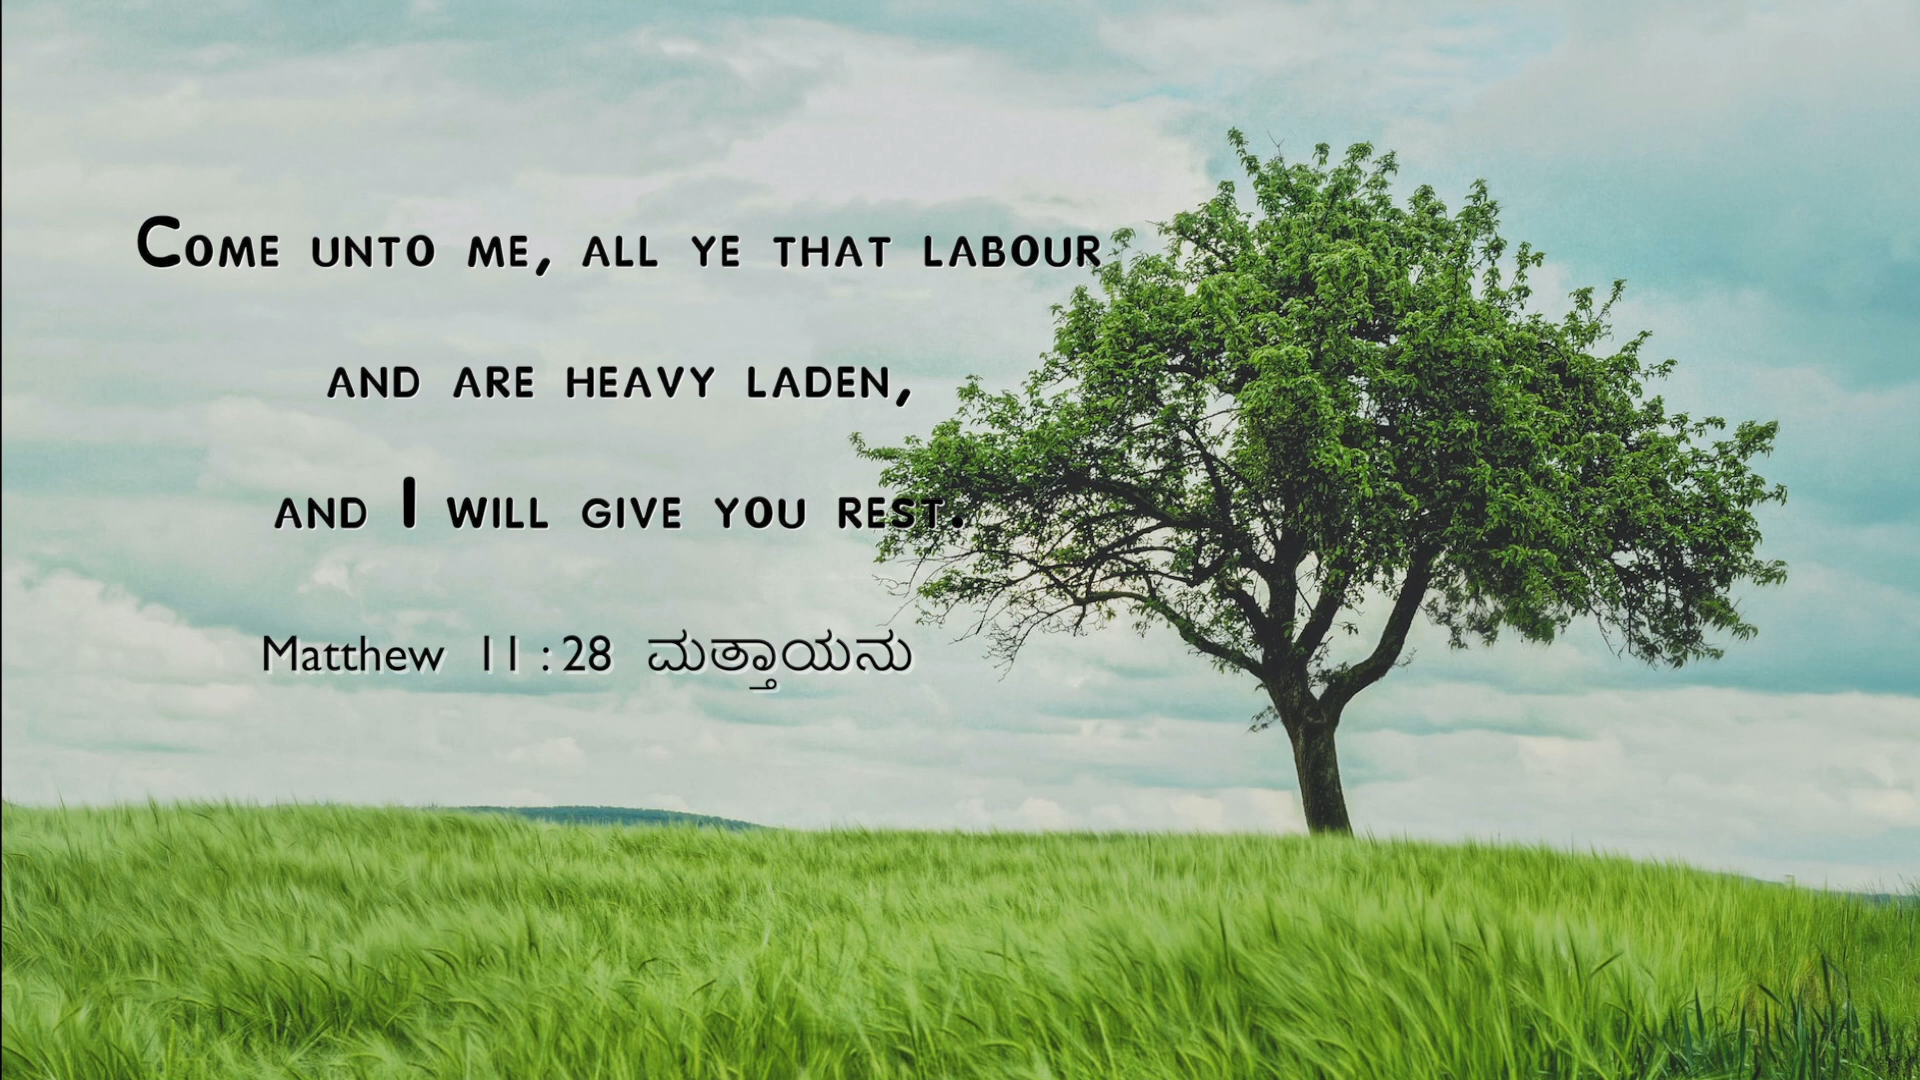 Come unto me, all ye that labour
and are heavy laden,
and I will give you rest.
Matthew 11:28 ಮತ್ತಾಯನು